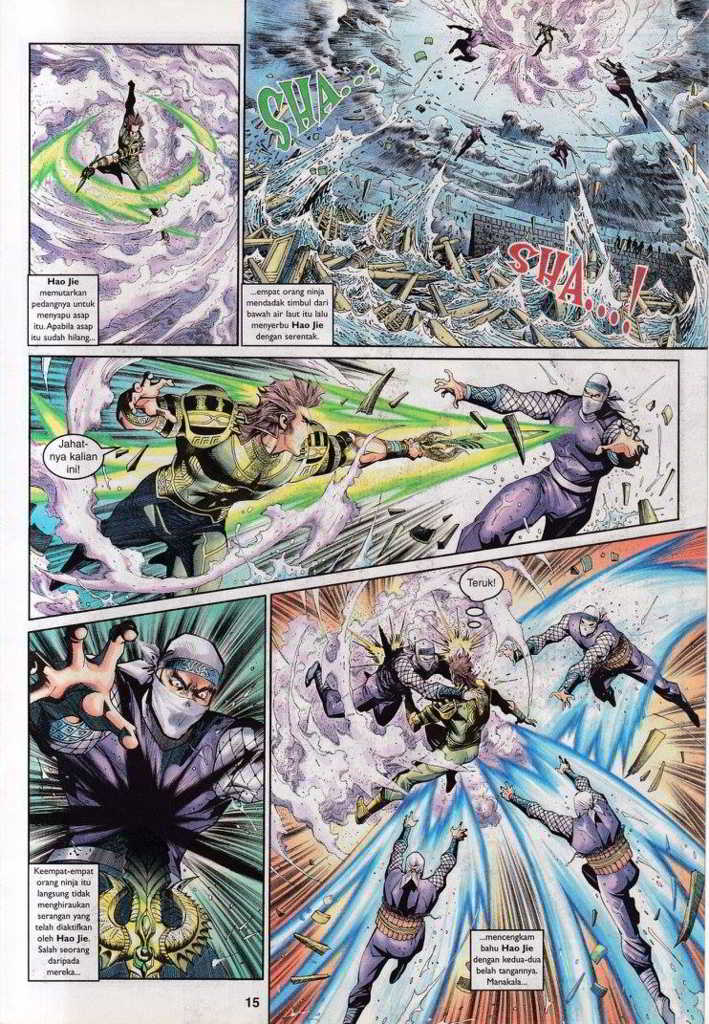 Hao Jie
memutarkan
pedangnya untuk
menyapu asap
itu. Apabila asap
itu sudah hilang...
SHA...
...empat orang ninja
mendadak timbul dari
bawah air laut itu lalu
menyerbu Hao Jie
dengan serentak.
SHA....!
Jahat-
nya kalian
ini!
Keempat-empat
orang ninja itu
langsung tidak
menghiraukan
serangan yang
telah diaktifkan
oleh Hao Jie.
Salah seorang
daripada
mereka...
Teruk!
...mencengkam
bahu Hao Jie
dengan kedua-dua
belah tangannya.
Manakala...
15